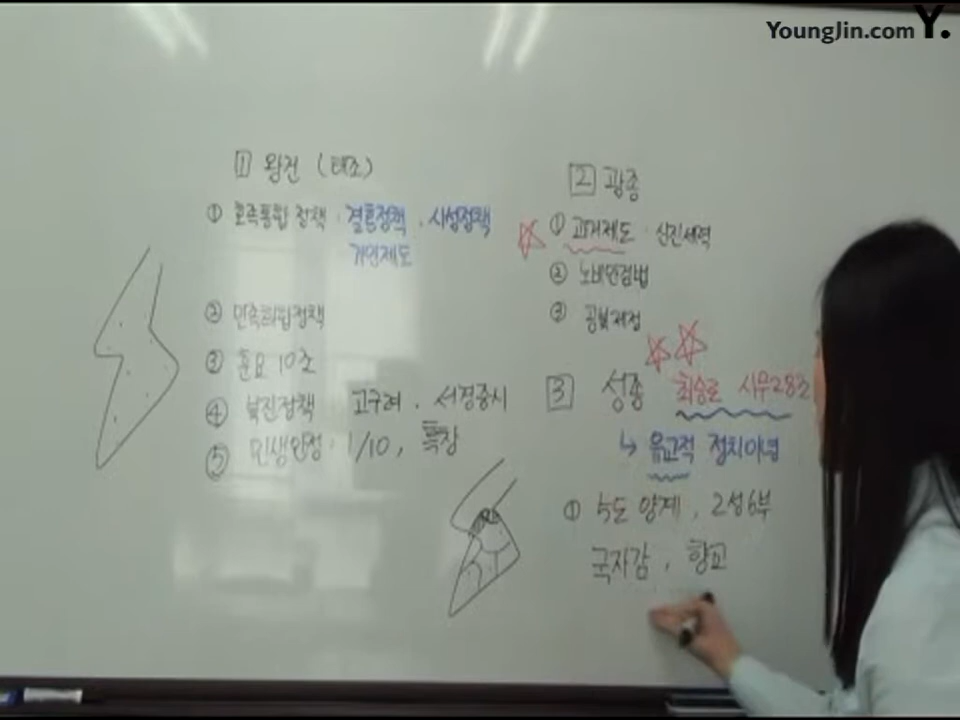 YoungJin.com Y.
1 왕건 (태조)
① 호족통합 정책 · 결혼정책 . 사성정책
기인제도
② 민족화합정책
③ 훈요 10조
④ 북진정책 고구려 . 서경중시
⑤ 민생안정 · 1/10, 흑창
2 광종
① 과거제도 · 신진세력
② 노비안검법
③ 공복제정
3 성종 최승로 시무28조
↳ 유교적 정치이념
① 5도 양계, 2성6부
국자감, 향교